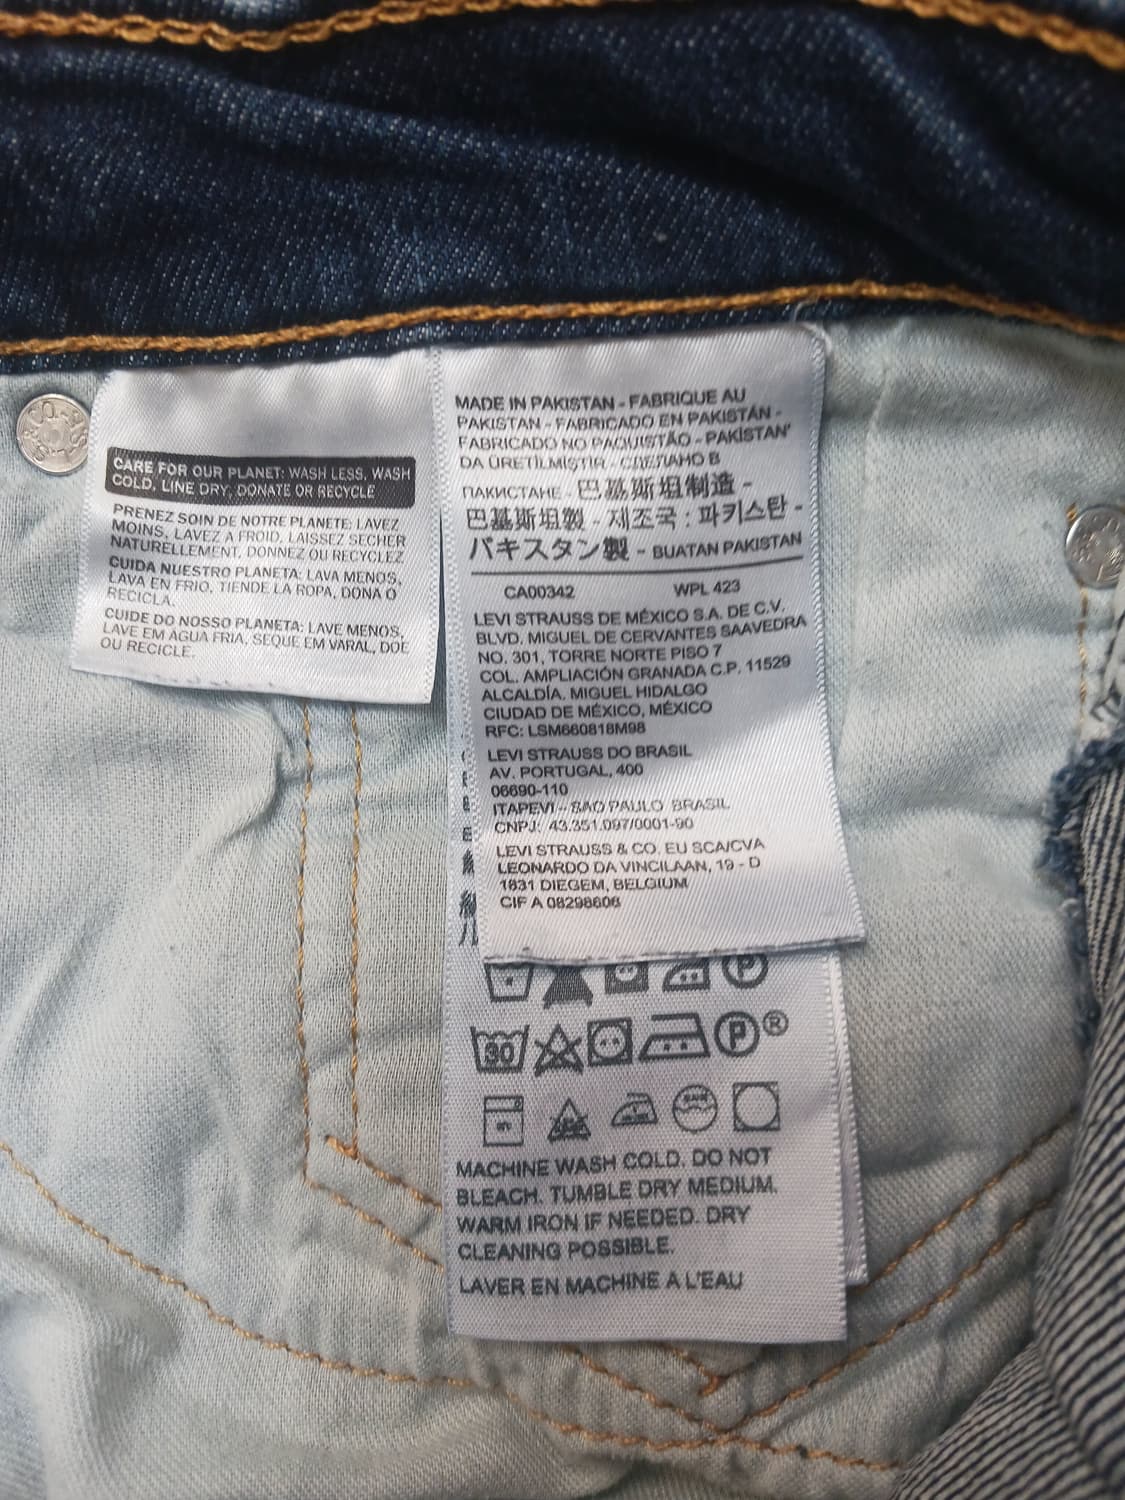 CARE FOR OUR PLANET: WASH LESS, WASH
COLD, LINE DRY, DONATE OR RECYCLE
PRENEZ SOIN DE NOTRE PLANETE: LAVEZ
MOINS, LAVEZ A FROID, LAISSEZ SECHER
NATURELLEMENT, DONNEZ OU RECYCLEZ
CUIDA NUESTRO PLANETA: LAVA MENOS,
LAVA EN FRIO, TIENDE LA ROPA, DONA O
RECICLA.
CUIDE DO NOSSO PLANETA: LAVE MENOS,
LAVE EM AGUA FRIA, SEQUE EM VARAL, DOE
OU RECICLE.
MADE IN PAKISTAN - FABRIQUE AU
PAKISTAN - FABRICADO EN PAKISTÁN -
FABRICADO NO PAQUISTÃO - PAKİSTAN'
DA ÜRETİLMİŞTİR - СДЕЛАНО В
ПАКИСТАНЕ - 巴基斯坦制造 -
巴基斯坦製 - 제조국 : 파키스탄 -
パキスタン製 - BUATAN PAKISTAN
CA00342 WPL 423
LEVI STRAUSS DE MÉXICO S.A. DE C.V.
BLVD. MIGUEL DE CERVANTES SAAVEDRA
NO. 301, TORRE NORTE PISO 7
COL. AMPLIACIÓN GRANADA C.P. 11529
ALCALDÍA. MIGUEL HIDALGO
CIUDAD DE MÉXICO, MÉXICO
RFC: LSM660818M98
LEVI STRAUSS DO BRASIL
AV. PORTUGAL, 400
06690-110
ITAPEVI - SAO PAULO BRASIL
CNPJ: 43.351.097/0001-90
LEVI STRAUSS & CO. EU SCA/CVA
LEONARDO DA VINCILAAN, 19 - D
1831 DIEGEM, BELGIUM
CIF A 08298606
P
30 P ®
MACHINE WASH COLD. DO NOT
BLEACH. TUMBLE DRY MEDIUM.
WARM IRON IF NEEDED. DRY
CLEANING POSSIBLE.
LAVER EN MACHINE A L'EAU